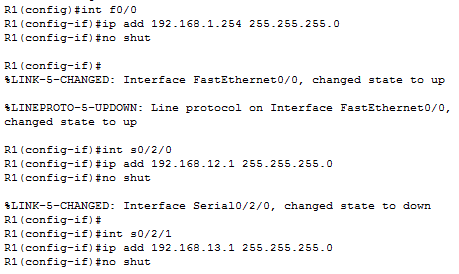 R1(config)#int f0/0
R1(config-if)#ip add 192.168.1.254 255.255.255.0
R1(config-if)#no shut
R1(config-if)#
%LINK-5-CHANGED: Interface FastEthernet0/0, changed state to up
%LINEPROTO-5-UPDOWN: Line protocol on Interface FastEthernet0/0,
changed state to up
R1(config-if)#int s0/2/0
R1(config-if)#ip add 192.168.12.1 255.255.255.0
R1(config-if)#no shut
%LINK-5-CHANGED: Interface Serial0/2/0, changed state to down
R1(config-if)#
R1(config-if)#int s0/2/1
R1(config-if)#ip add 192.168.13.1 255.255.255.0
R1(config-if)#no shut